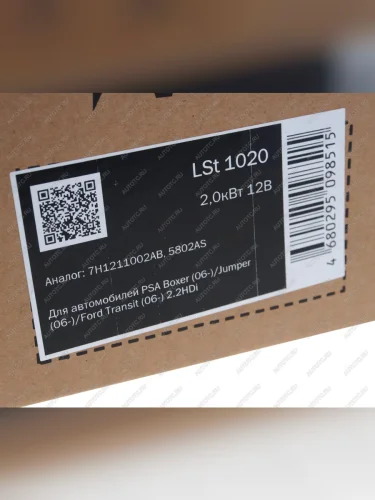 LSt 1020
2,0кВт 12В
Аналог: 7H1211002AB, 5802AS
Для автомобилей PSA Boxer (06-)/Jumper
(06-)/Ford Transit (06-) 2.2HDi
4 680295 098515